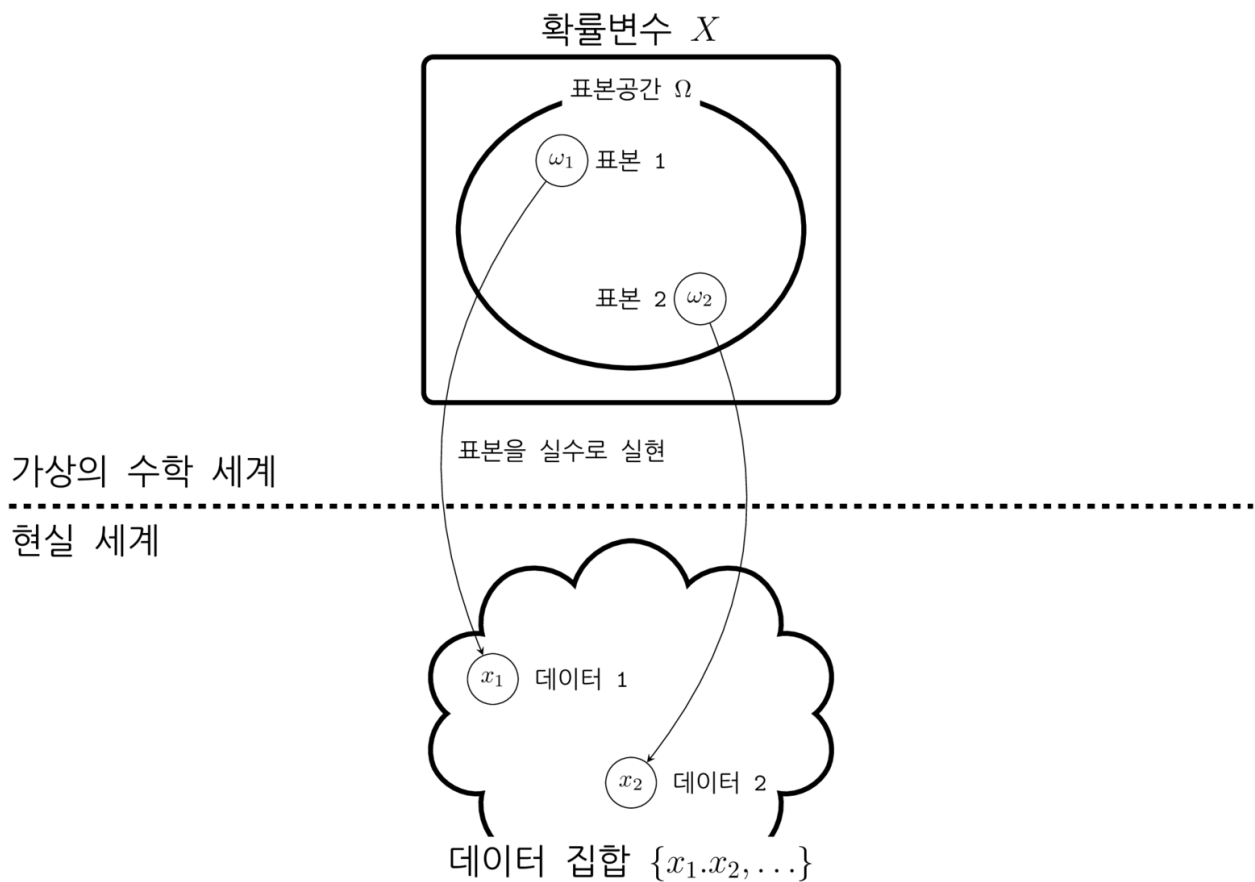 확률변수 X
표본공간 Ω
ω₁ 표본 1
표본 2 ω₂
표본을 실수로 실현
가상의 수학 세계
현실 세계
x₁ 데이터 1
x₂ 데이터 2
데이터 집합 {x₁.x₂,...}